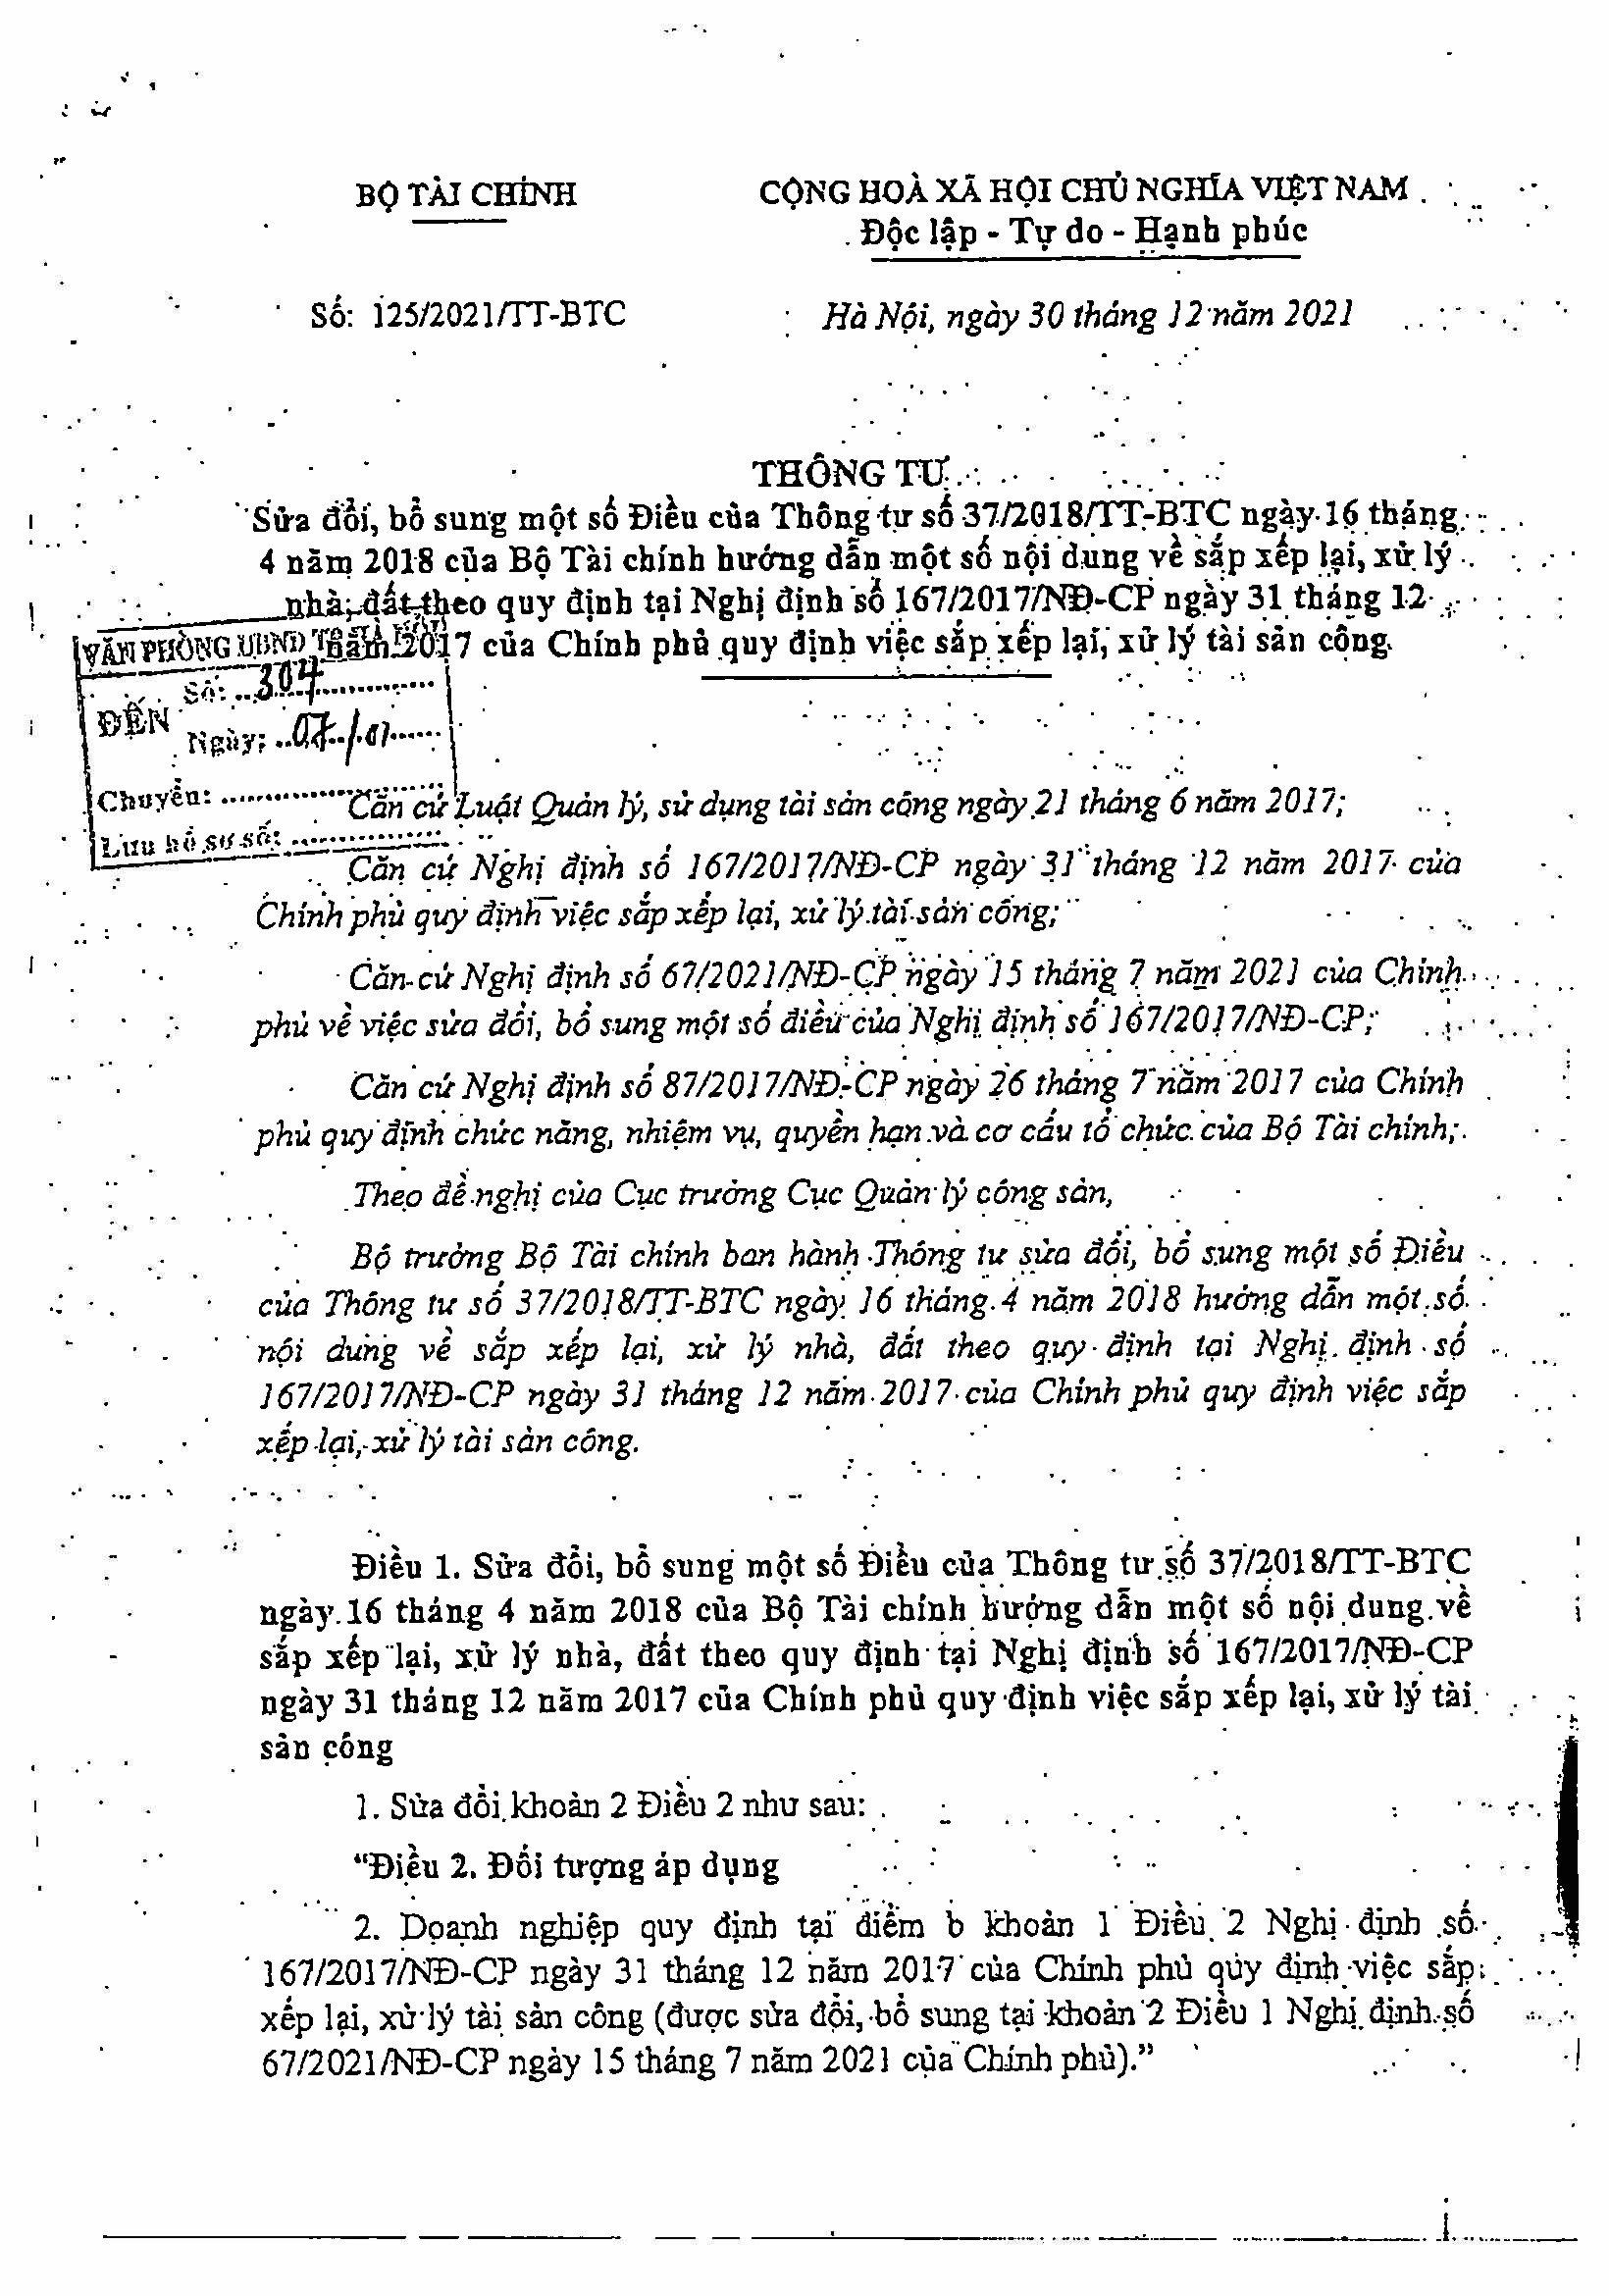 BỘ TÀI CHÍNH
CỘNG HOÀ XÃ HỘI CHỦ NGHĨA VIỆT NAM
Độc lập - Tự do - Hạnh phúc
Số: 125/2021/TT-BTC
Hà Nội, ngày 30 tháng 12 năm 2021
THÔNG TƯ
Sửa đổi, bổ sung một số Điều của Thông tư số 37/2018/TT-BTC ngày 16 tháng
4 năm 2018 của Bộ Tài chính hướng dẫn một số nội dung về sắp xếp lại, xử lý
nhà, đất theo quy định tại Nghị định số 167/2017/NĐ-CP ngày 31 tháng 12
năm 2017 của Chính phủ quy định việc sắp xếp lại, xử lý tài sản công
VĂN PHÒNG UBND
Số: 304
ĐẾN
Ngày: 07/01
Chuyển:
Lưu hồ sơ số:
Căn cứ Luật Quản lý, sử dụng tài sản công ngày 21 tháng 6 năm 2017;
Căn cứ Nghị định số 167/2017/NĐ-CP ngày 31 tháng 12 năm 2017 của
Chính phủ quy định việc sắp xếp lại, xử lý tài sản công;
Căn cứ Nghị định số 67/2021/NĐ-CP ngày 15 tháng 7 năm 2021 của Chính
phủ về việc sửa đổi, bổ sung một số điều của Nghị định số 167/2017/NĐ-CP;
Căn cứ Nghị định số 87/2017/NĐ-CP ngày 26 tháng 7 năm 2017 của Chính
phủ quy định chức năng, nhiệm vụ, quyền hạn và cơ cấu tổ chức của Bộ Tài chính;
Theo đề nghị của Cục trưởng Cục Quản lý công sản,
Bộ trưởng Bộ Tài chính ban hành Thông tư sửa đổi, bổ sung một số Điều
của Thông tư số 37/2018/TT-BTC ngày 16 tháng 4 năm 2018 hướng dẫn một số
nội dung về sắp xếp lại, xử lý nhà, đất theo quy định tại Nghị định số
167/2017/NĐ-CP ngày 31 tháng 12 năm 2017 của Chính phủ quy định việc sắp
xếp lại, xử lý tài sản công.
Điều 1. Sửa đổi, bổ sung một số Điều của Thông tư số 37/2018/TT-BTC
ngày 16 tháng 4 năm 2018 của Bộ Tài chính hướng dẫn một số nội dung về
sắp xếp lại, xử lý nhà, đất theo quy định tại Nghị định số 167/2017/NĐ-CP
ngày 31 tháng 12 năm 2017 của Chính phủ quy định việc sắp xếp lại, xử lý tài
sản công
1. Sửa đổi khoản 2 Điều 2 như sau:
“Điều 2. Đối tượng áp dụng
2. Doanh nghiệp quy định tại điểm b khoản 1 Điều 2 Nghị định số
167/2017/NĐ-CP ngày 31 tháng 12 năm 2017 của Chính phủ quy định việc sắp
xếp lại, xử lý tài sản công (được sửa đổi, bổ sung tại khoản 2 Điều 1 Nghị định số
67/2021/NĐ-CP ngày 15 tháng 7 năm 2021 của Chính phủ).”